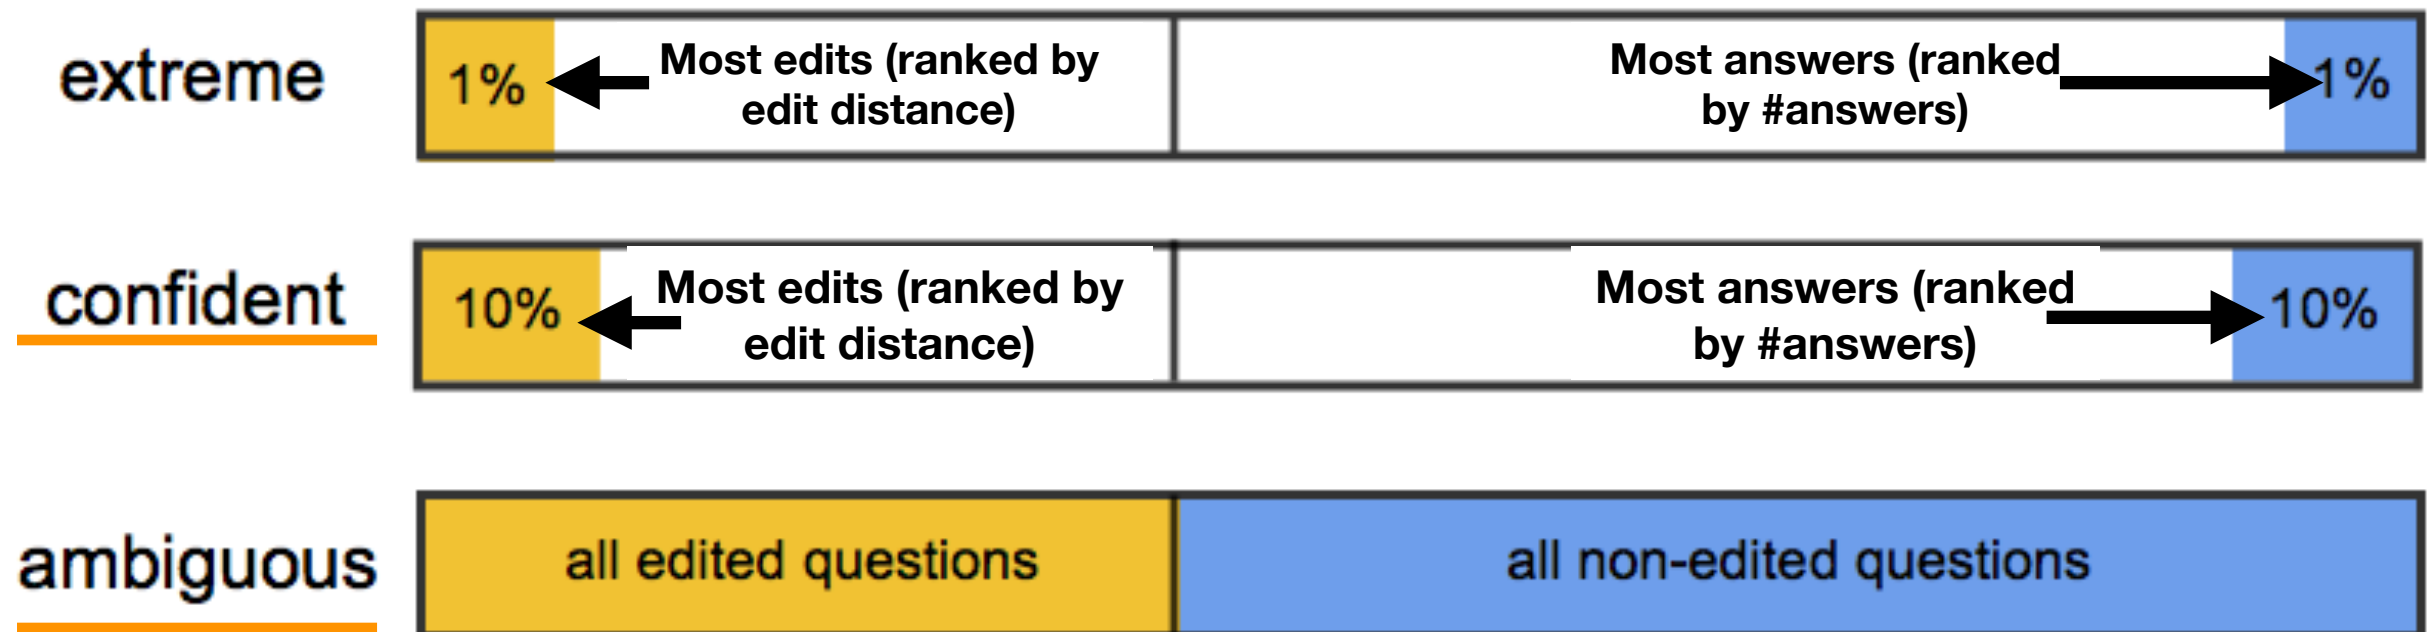 extreme
1%
Most edits (ranked by
edit distance)
Most answers (ranked
by #answers)
1%
confident
10%
Most edits (ranked by
edit distance)
Most answers (ranked
by #answers)
10%
ambiguous
all edited questions
all non-edited questions